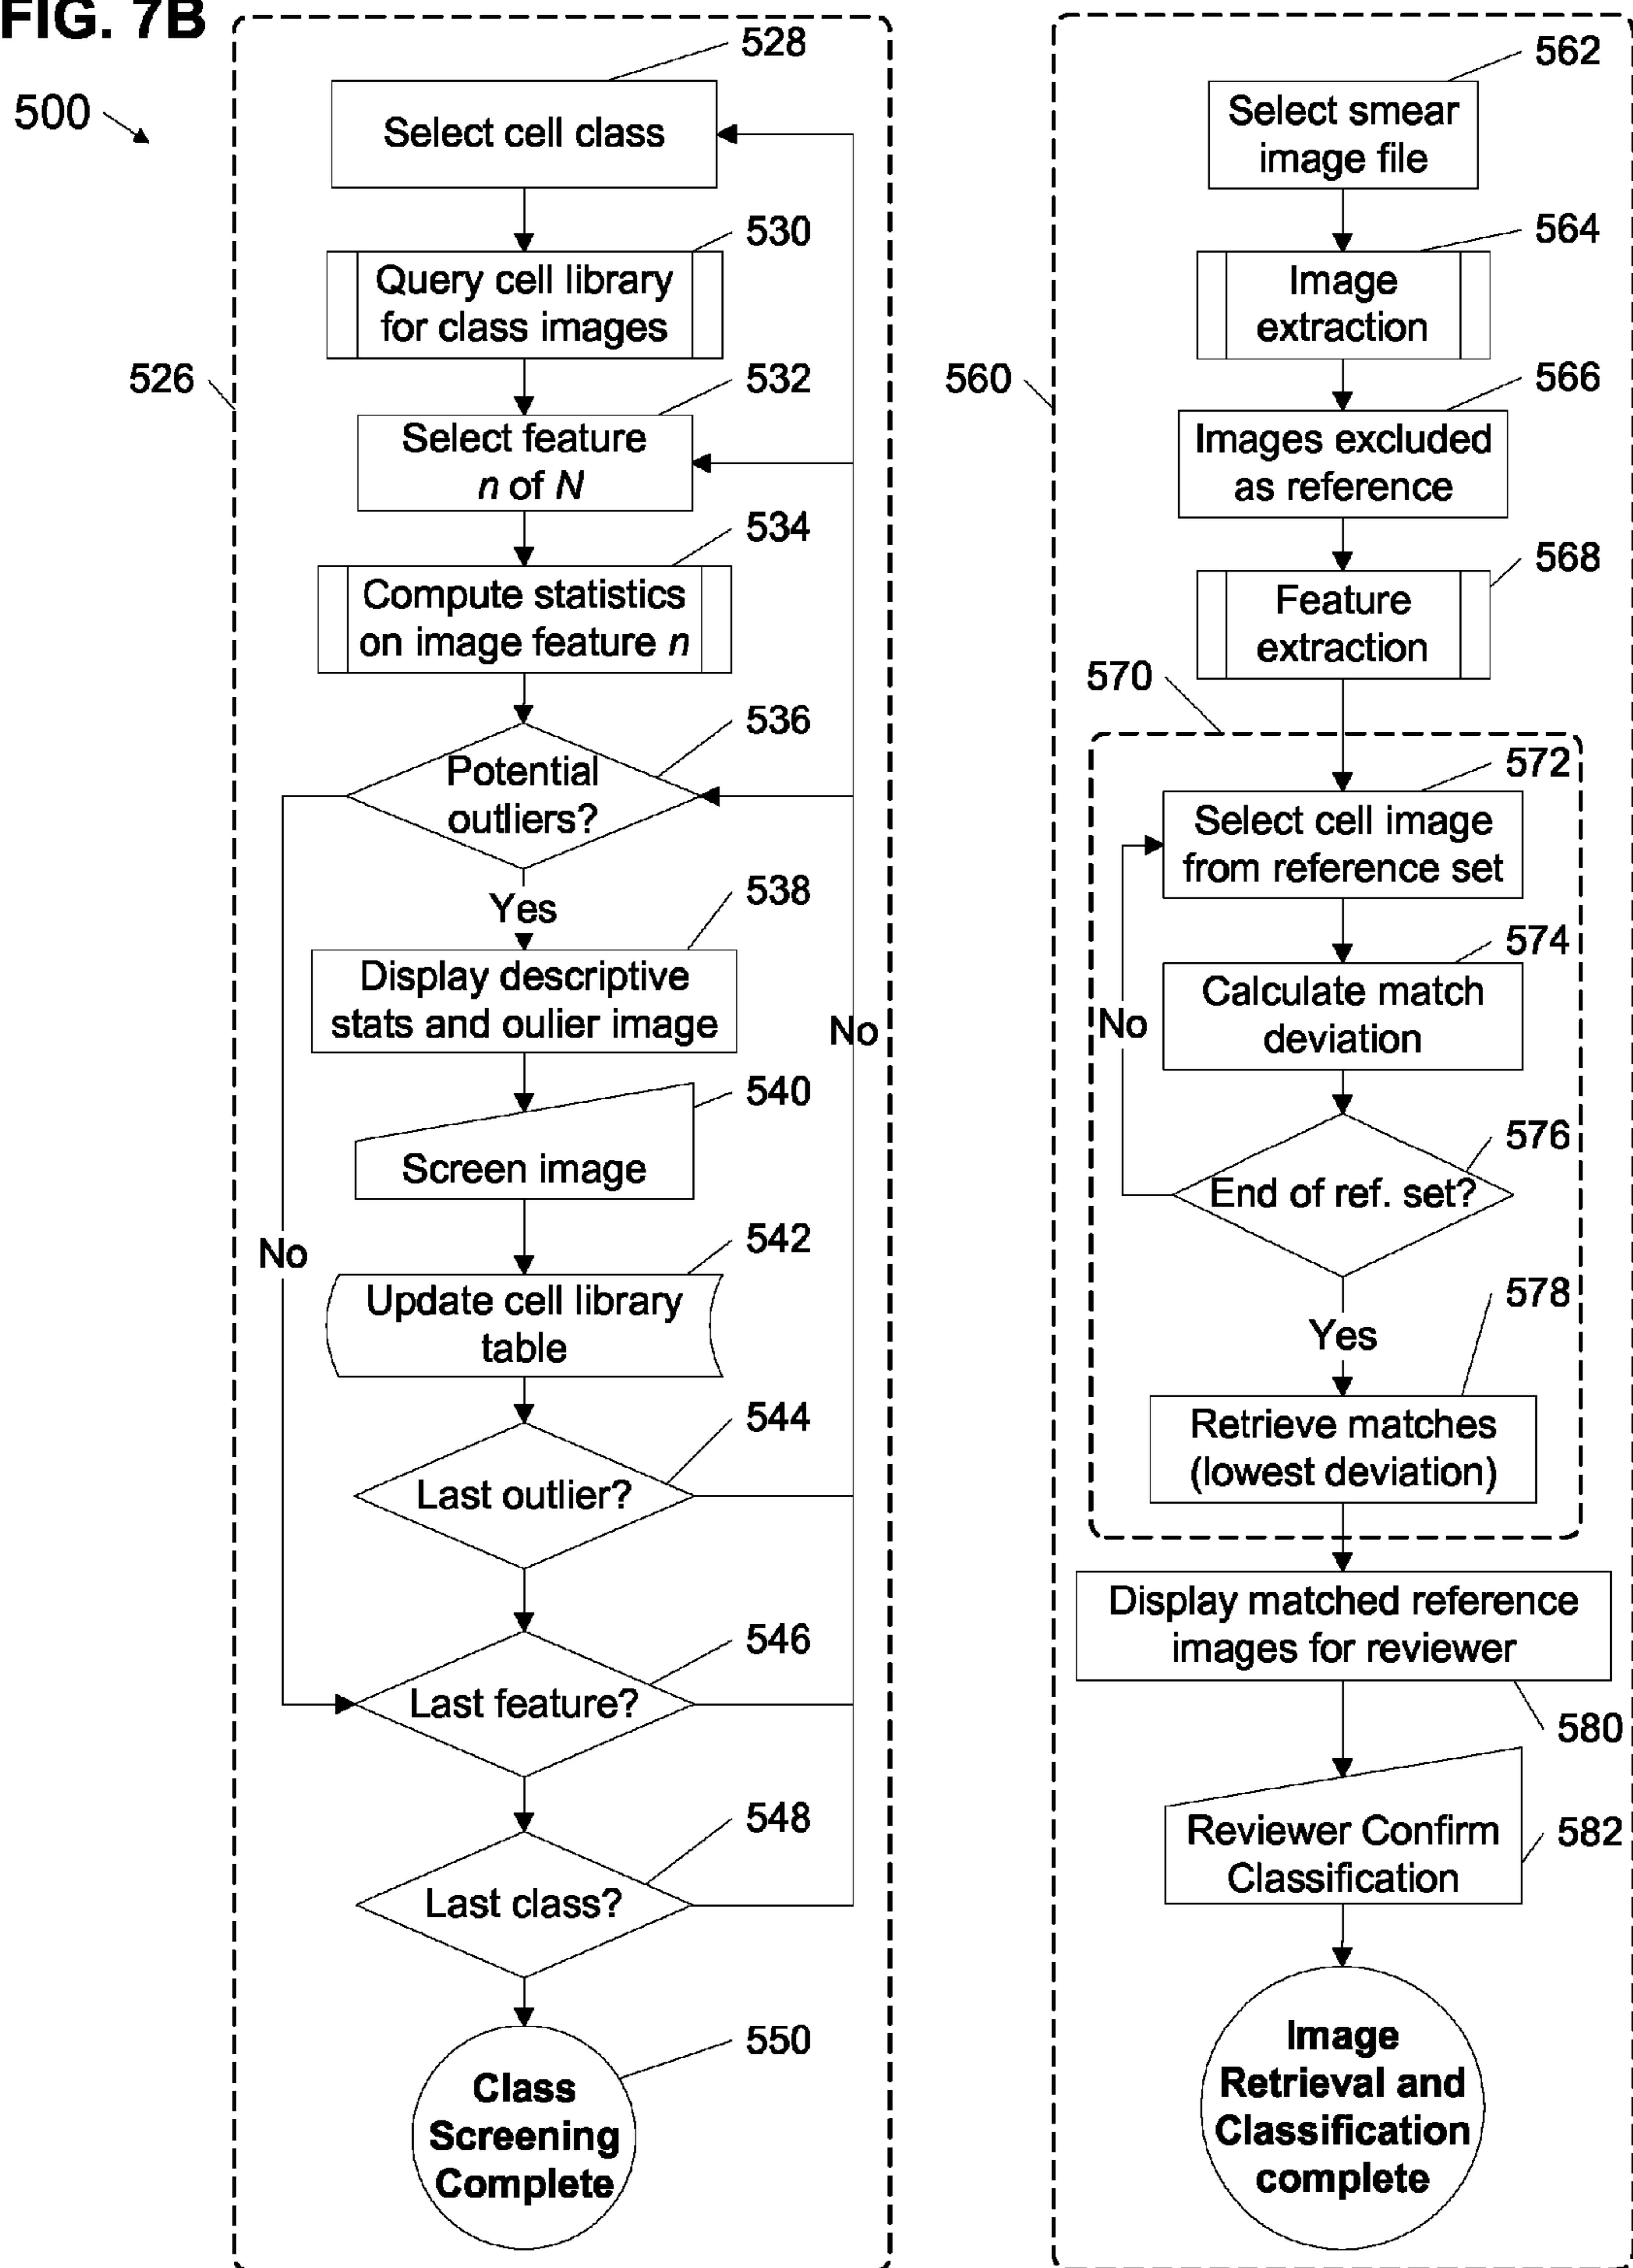 FIG. 7B
500
526
528
Select cell class
530
Query cell library
for class images
532
Select feature
n of N
534
Compute statistics
on image feature n
536
Potential
outliers?
Yes
538
Display descriptive
stats and oulier image
No
540
Screen image
542
No
Update cell library
table
544
Last outlier?
546
Last feature?
548
Last class?
550
Class
Screening
Complete
560
562
Select smear
image file
564
Image
extraction
566
Images excluded
as reference
568
Feature
extraction
570
572
Select cell image
from reference set
574
Calculate match
deviation
No
576
End of ref. set?
Yes
578
Retrieve matches
(lowest deviation)
Display matched reference
images for reviewer
580
Reviewer Confirm
Classification
582
Image
Retrieval and
Classification
complete